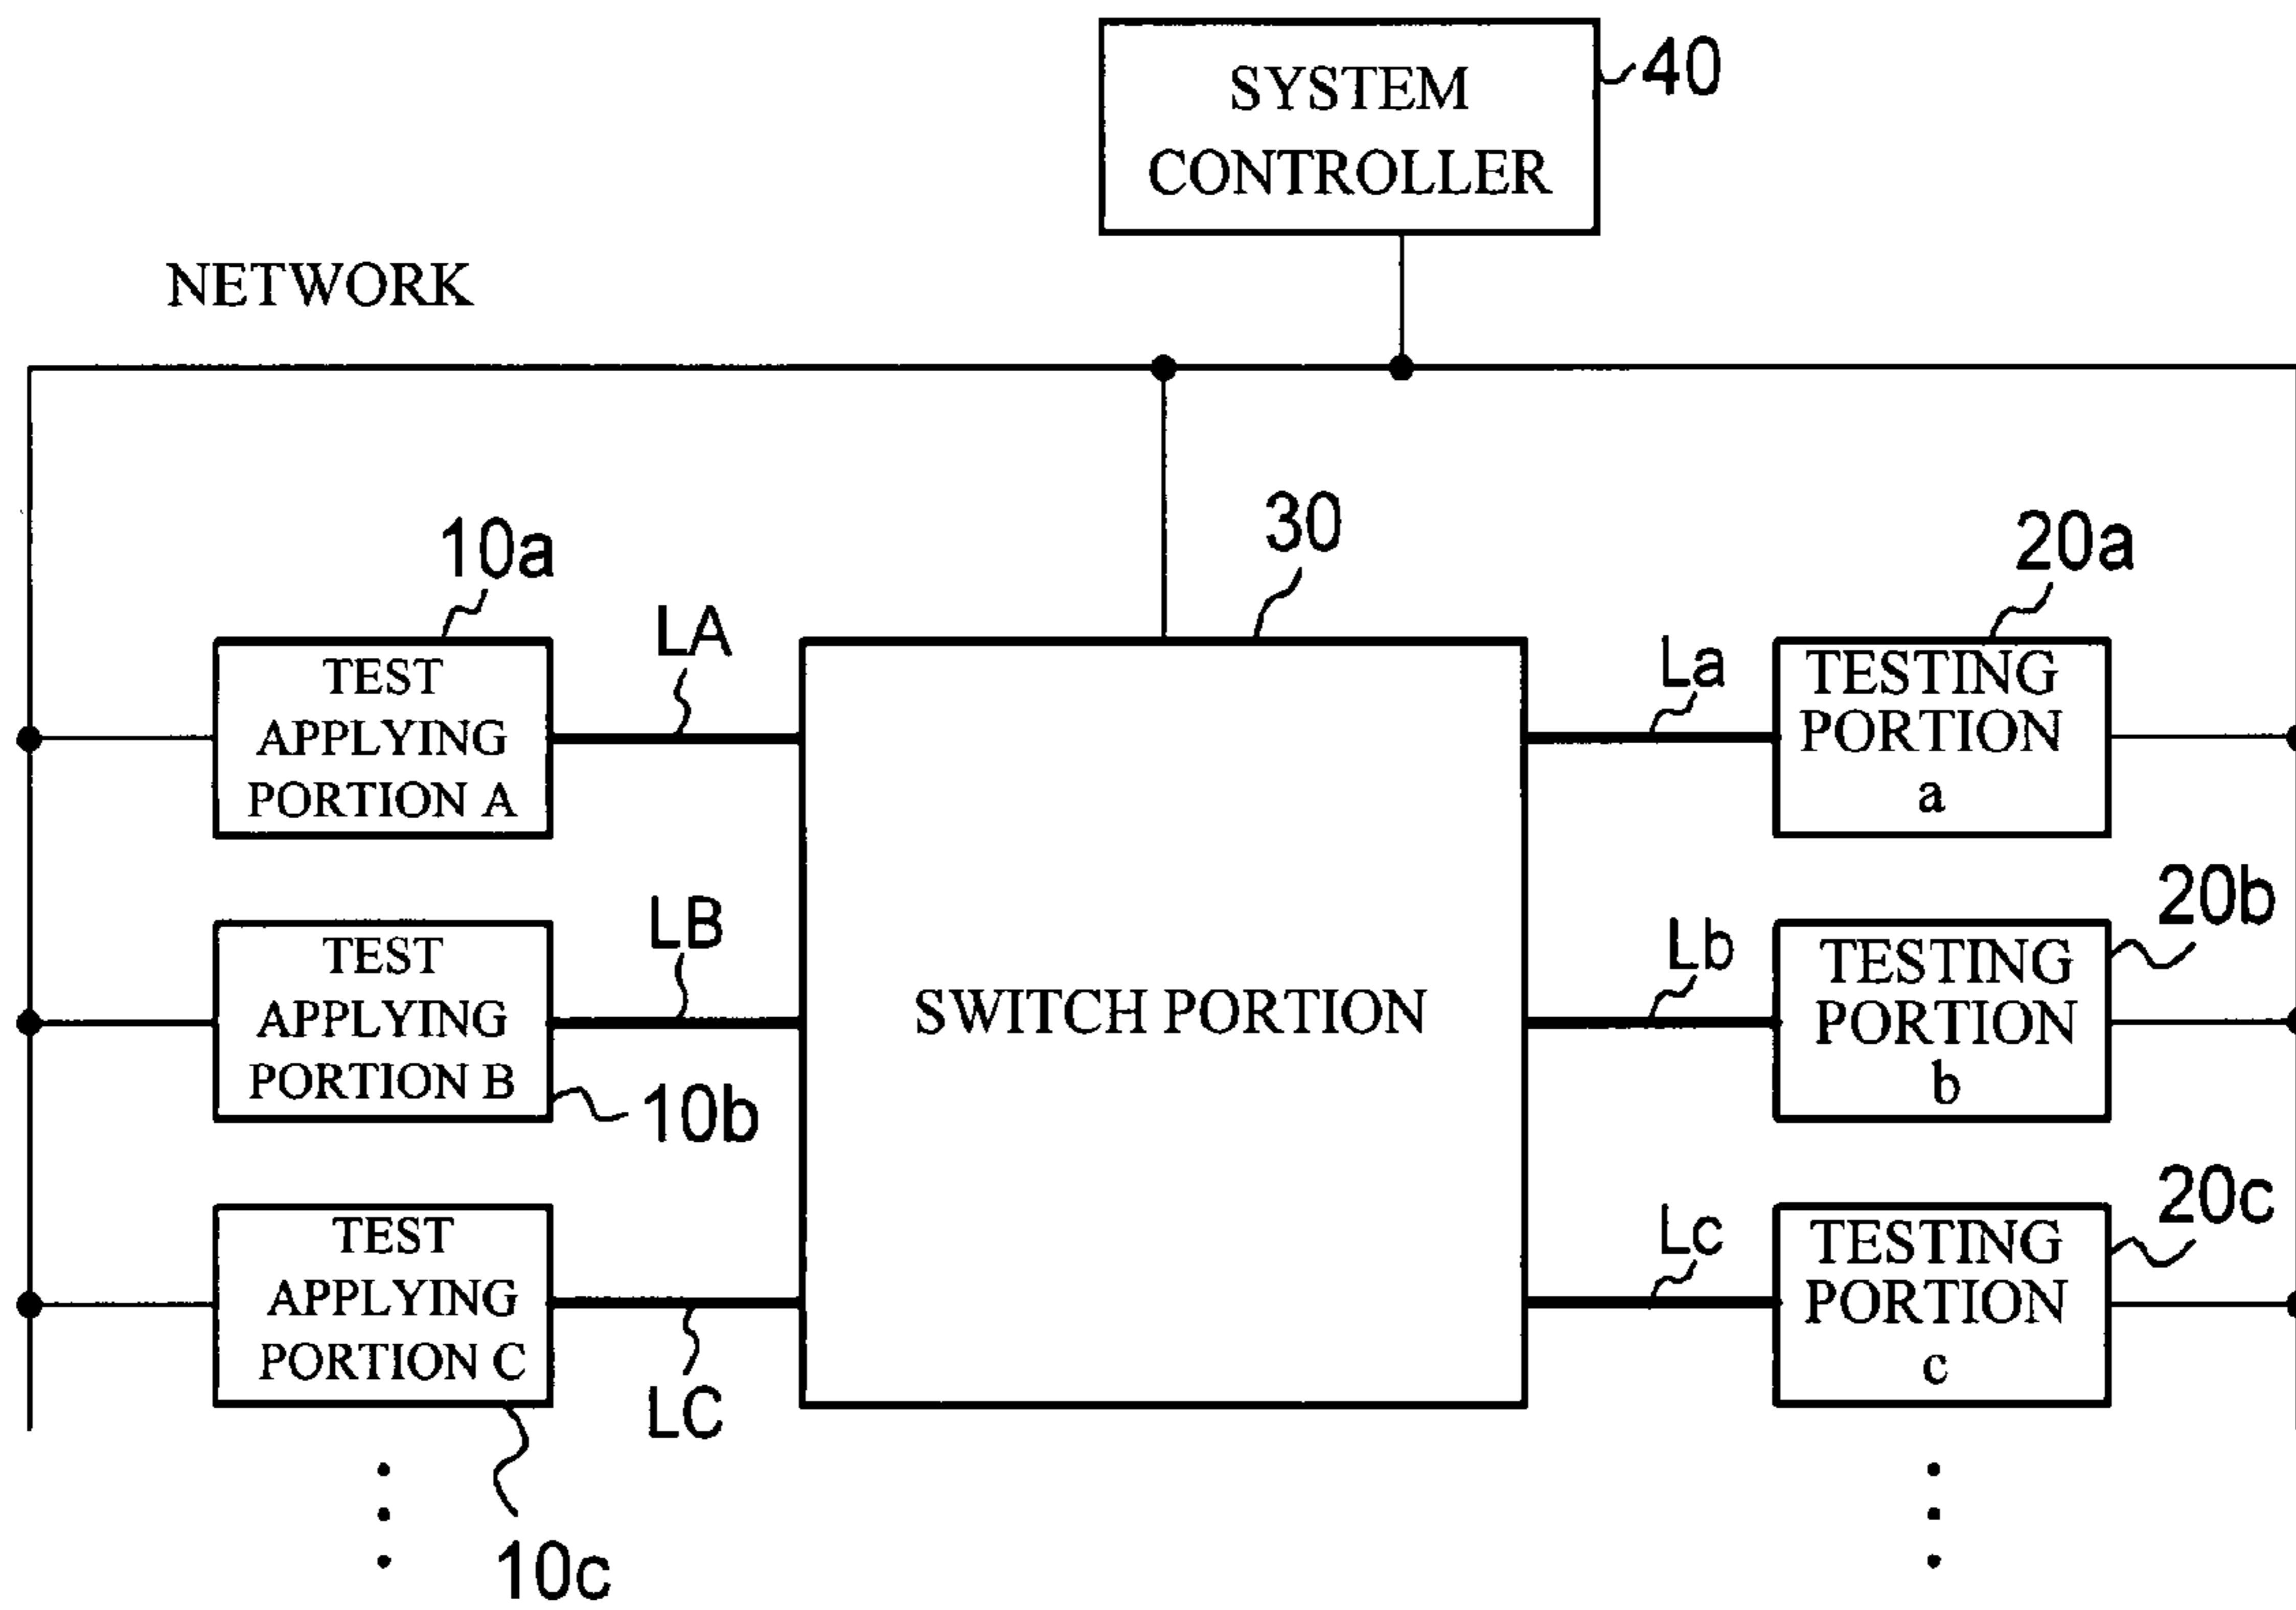 SYSTEM
CONTROLLER
40
NETWORK
10a
TEST
APPLYING
PORTION A
LA
30
La
20a
TESTING
PORTION
a
TEST
APPLYING
PORTION B
10b
LB
SWITCH PORTION
Lb
20b
TESTING
PORTION
b
TEST
APPLYING
PORTION C
10c
LC
Lc
20c
TESTING
PORTION
c